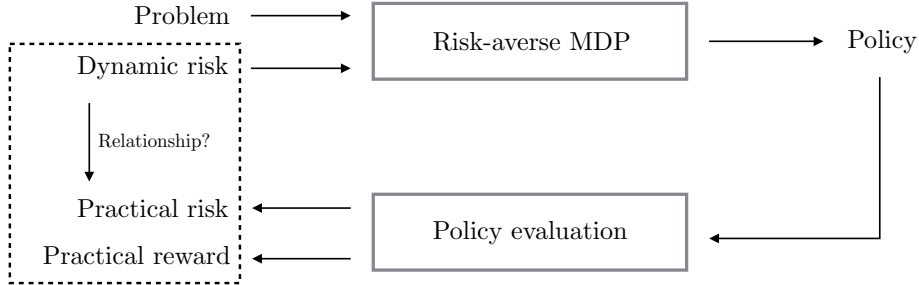 Problem
Risk-averse MDP
Policy
Dynamic risk
Relationship?
Practical risk
Policy evaluation
Practical reward